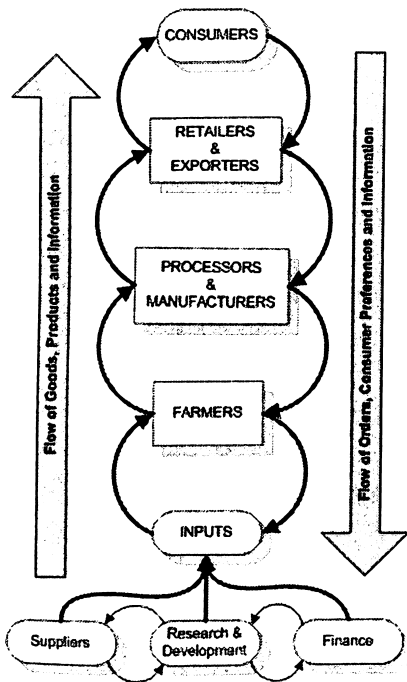 CONSUMERS
RETAILERS
&
EXPORTERS
PROCESSORS
&
MANUFACTURERS
FARMERS
INPUTS
Suppliers
Research &
Development
Finance
Flow of Goods, Products and Information
Flow of Orders, Consumer Preferences and Information